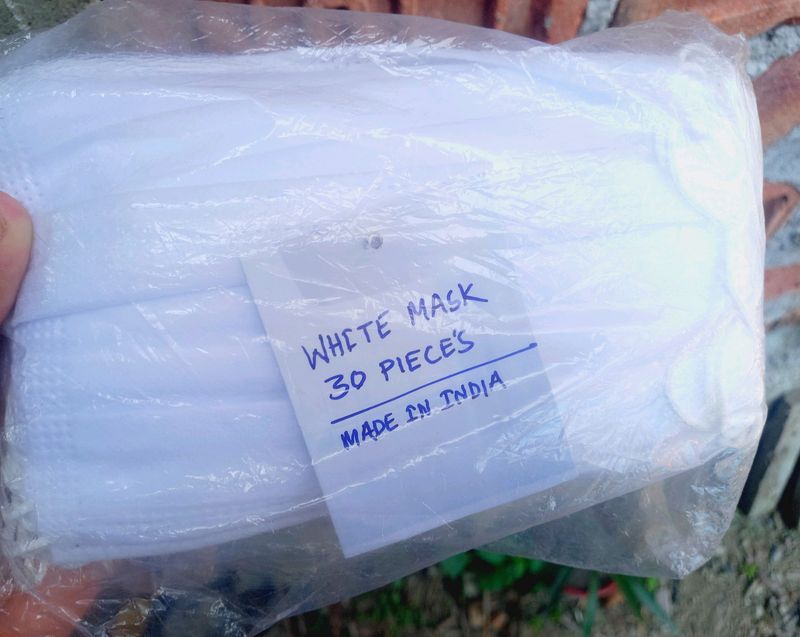 WHITE MASK
30 PIECE'S
MADE IN INDIA